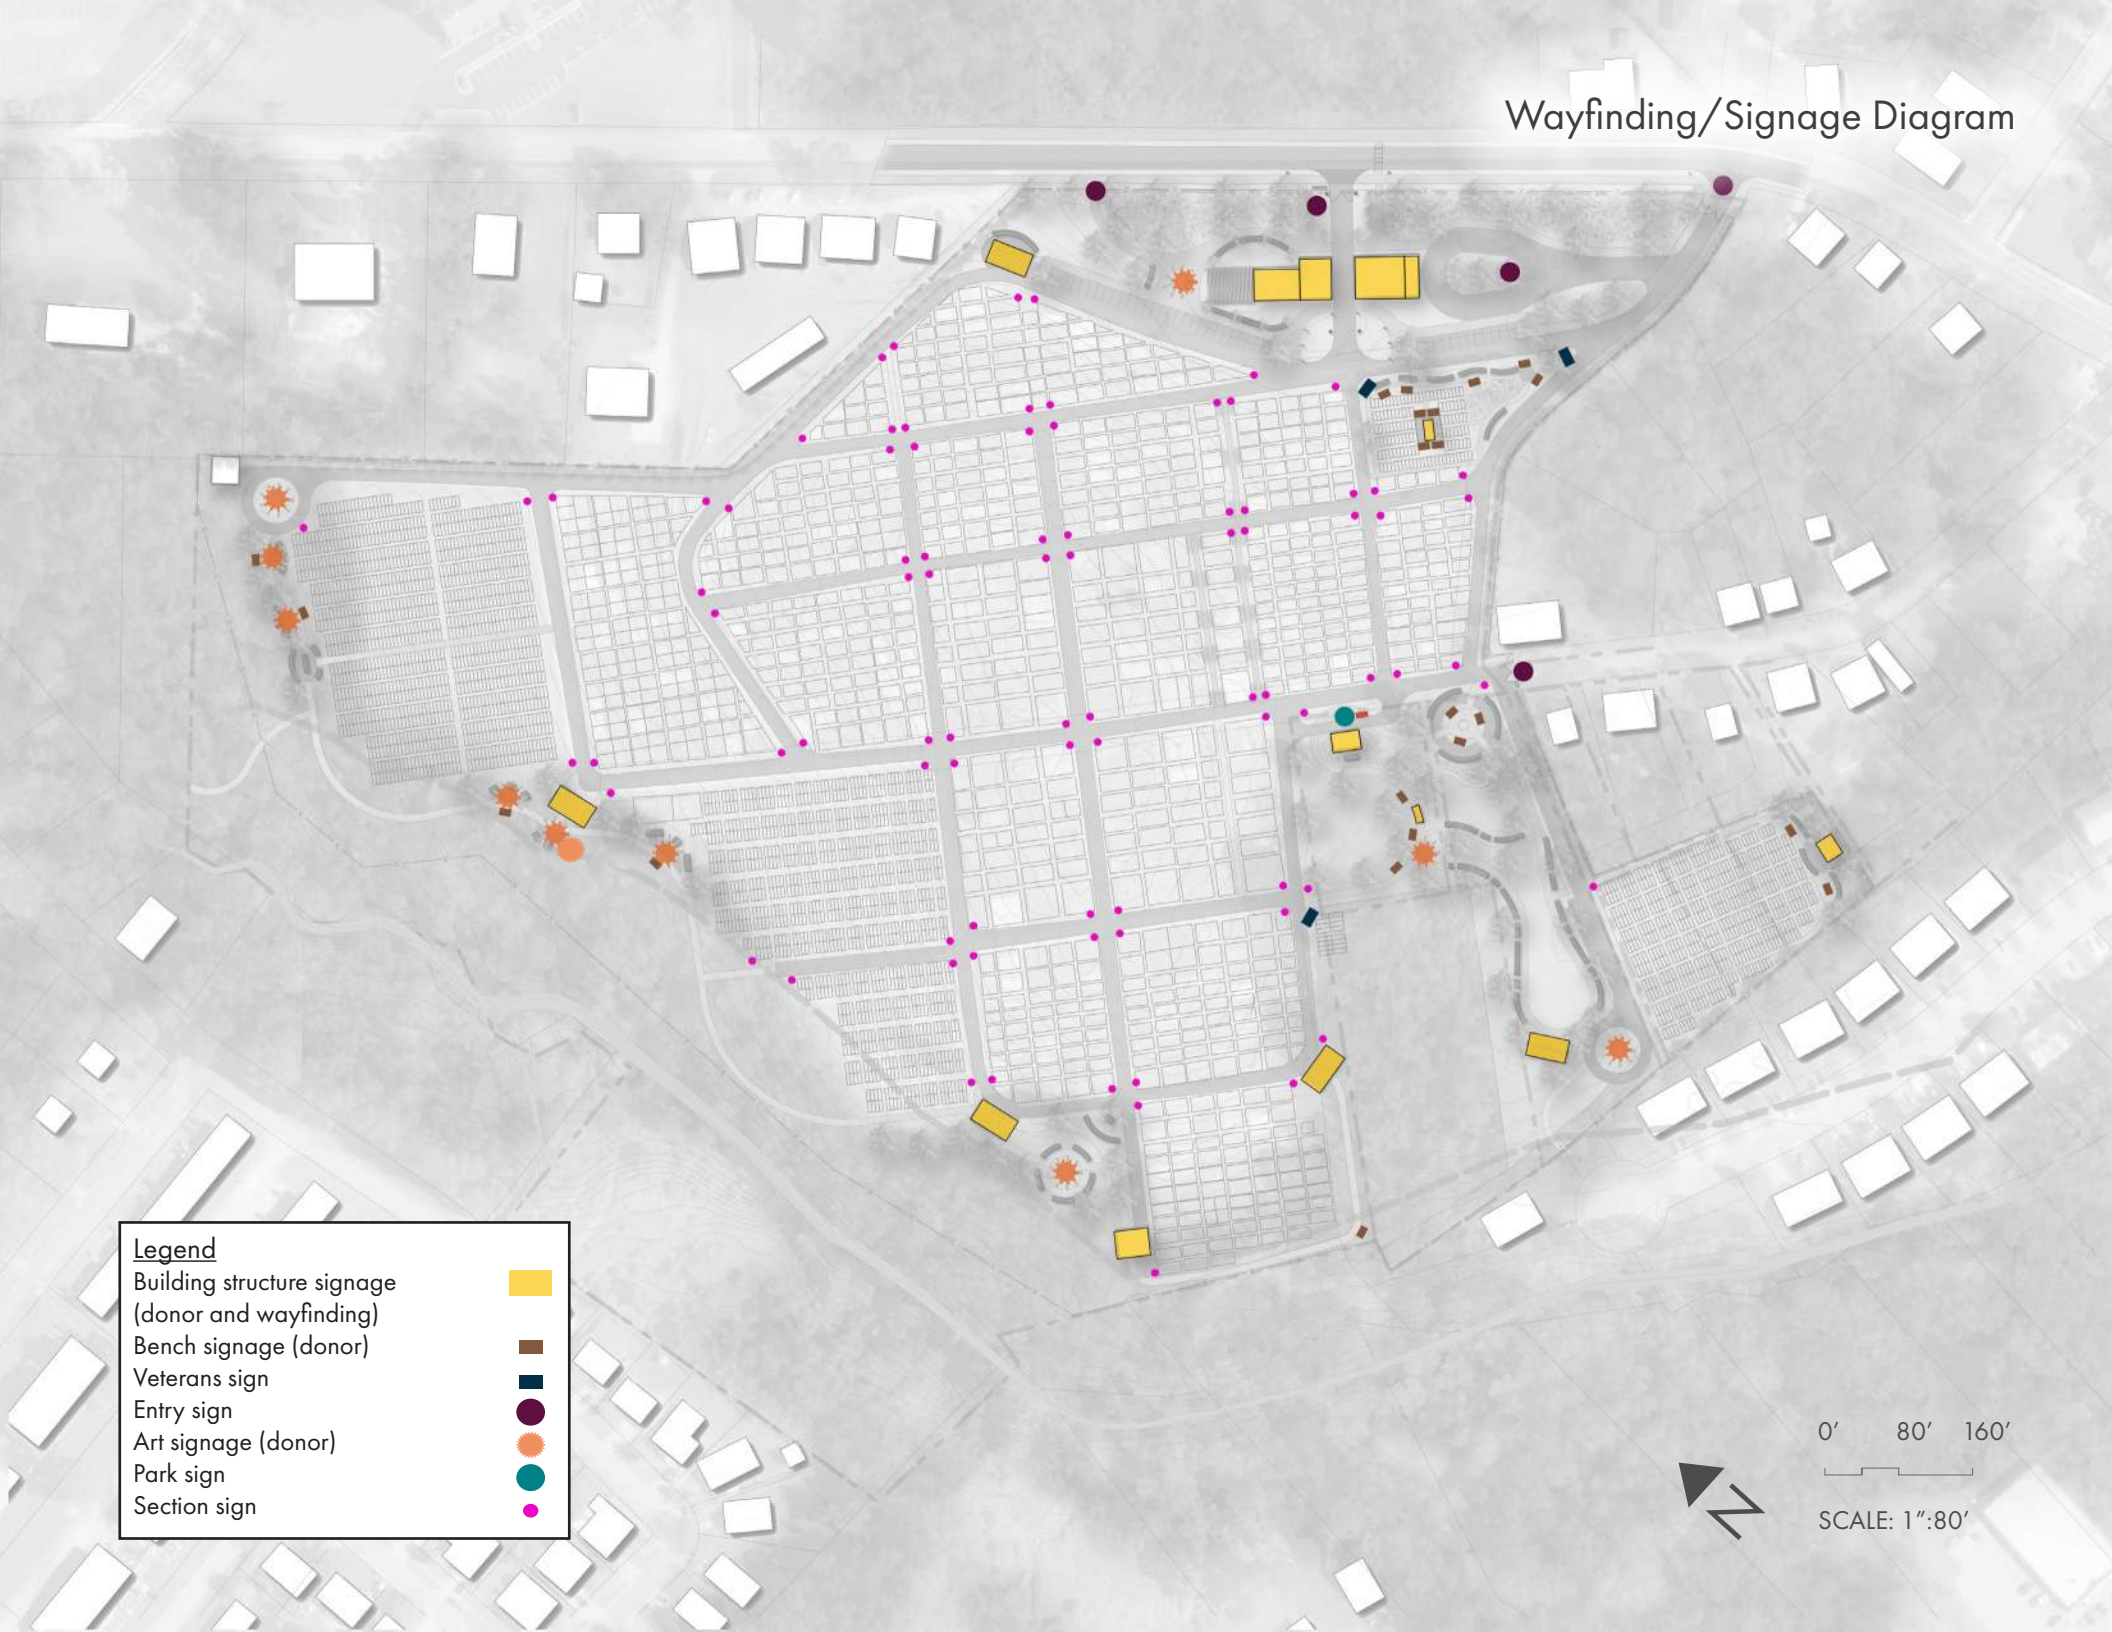 Wayfinding/Signage Diagram
Legend
Building structure signage
(donor and wayfinding)
Bench signage (donor)
Veterans sign
Entry sign
Art signage (donor)
Park sign
Section sign
0’ 80’ 160’
N
SCALE: 1”:80’